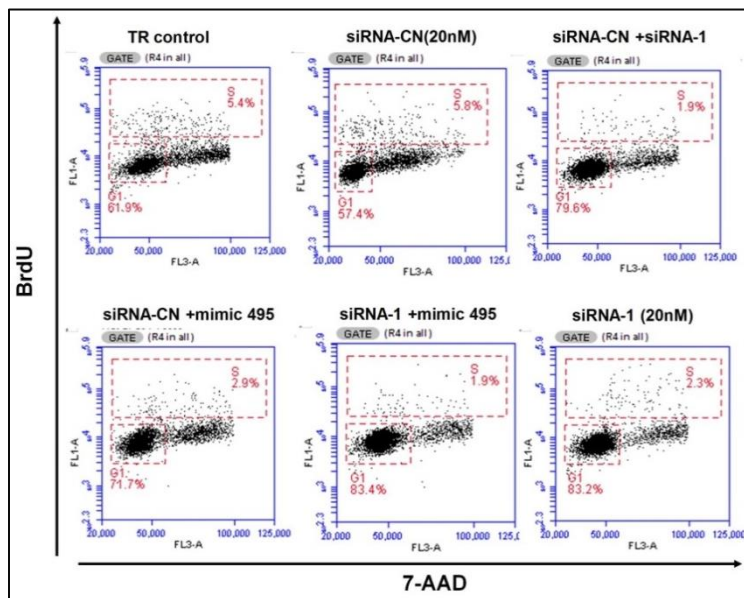 TR control
GATE (R4 in all)
S
5.4%
G1
61.9%
FL1-A
20,000 50,000 100,000 125,000
FL3-A
siRNA-CN(20nM)
GATE (R4 in all)
S
5.8%
G1
57.4%
FL1-A
20,000 50,000 100,000 125,000
FL3-A
siRNA-CN +siRNA-1
GATE (R4 in all)
S
1.9%
G1
79.6%
FL1-A
20,000 50,000 100,000 125,000
FL3-A
siRNA-CN +mimic 495
GATE (R4 in all)
S
2.9%
G1
71.7%
FL1-A
20,000 50,000 100,000 125,000
FL3-A
siRNA-1 +mimic 495
GATE (R4 in all)
S
1.9%
G1
83.4%
FL1-A
20,000 50,000 100,000
FL3-A
siRNA-1 (20nM)
GATE (R4 in all)
S
2.3%
G1
83.2%
FL1-A
20,000 50,000 100,000 125,000
FL3-A
BrdU
7-AAD